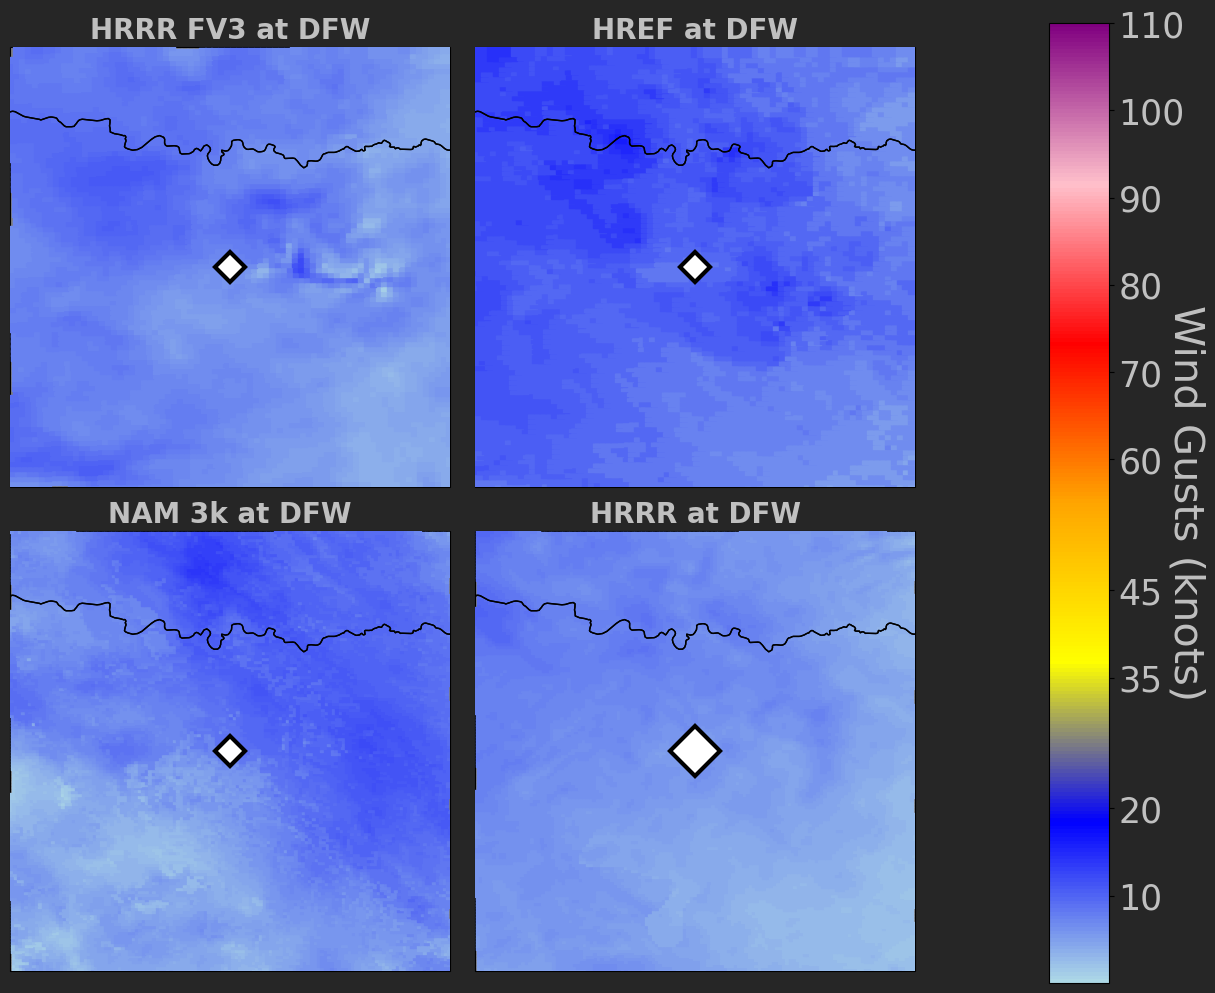 HRRR FV3 at DFW
HREF at DFW
NAM 3k at DFW
HRRR at DFW
110
100
90
80
70
60
45
35
20
10
Wind Gusts (knots)